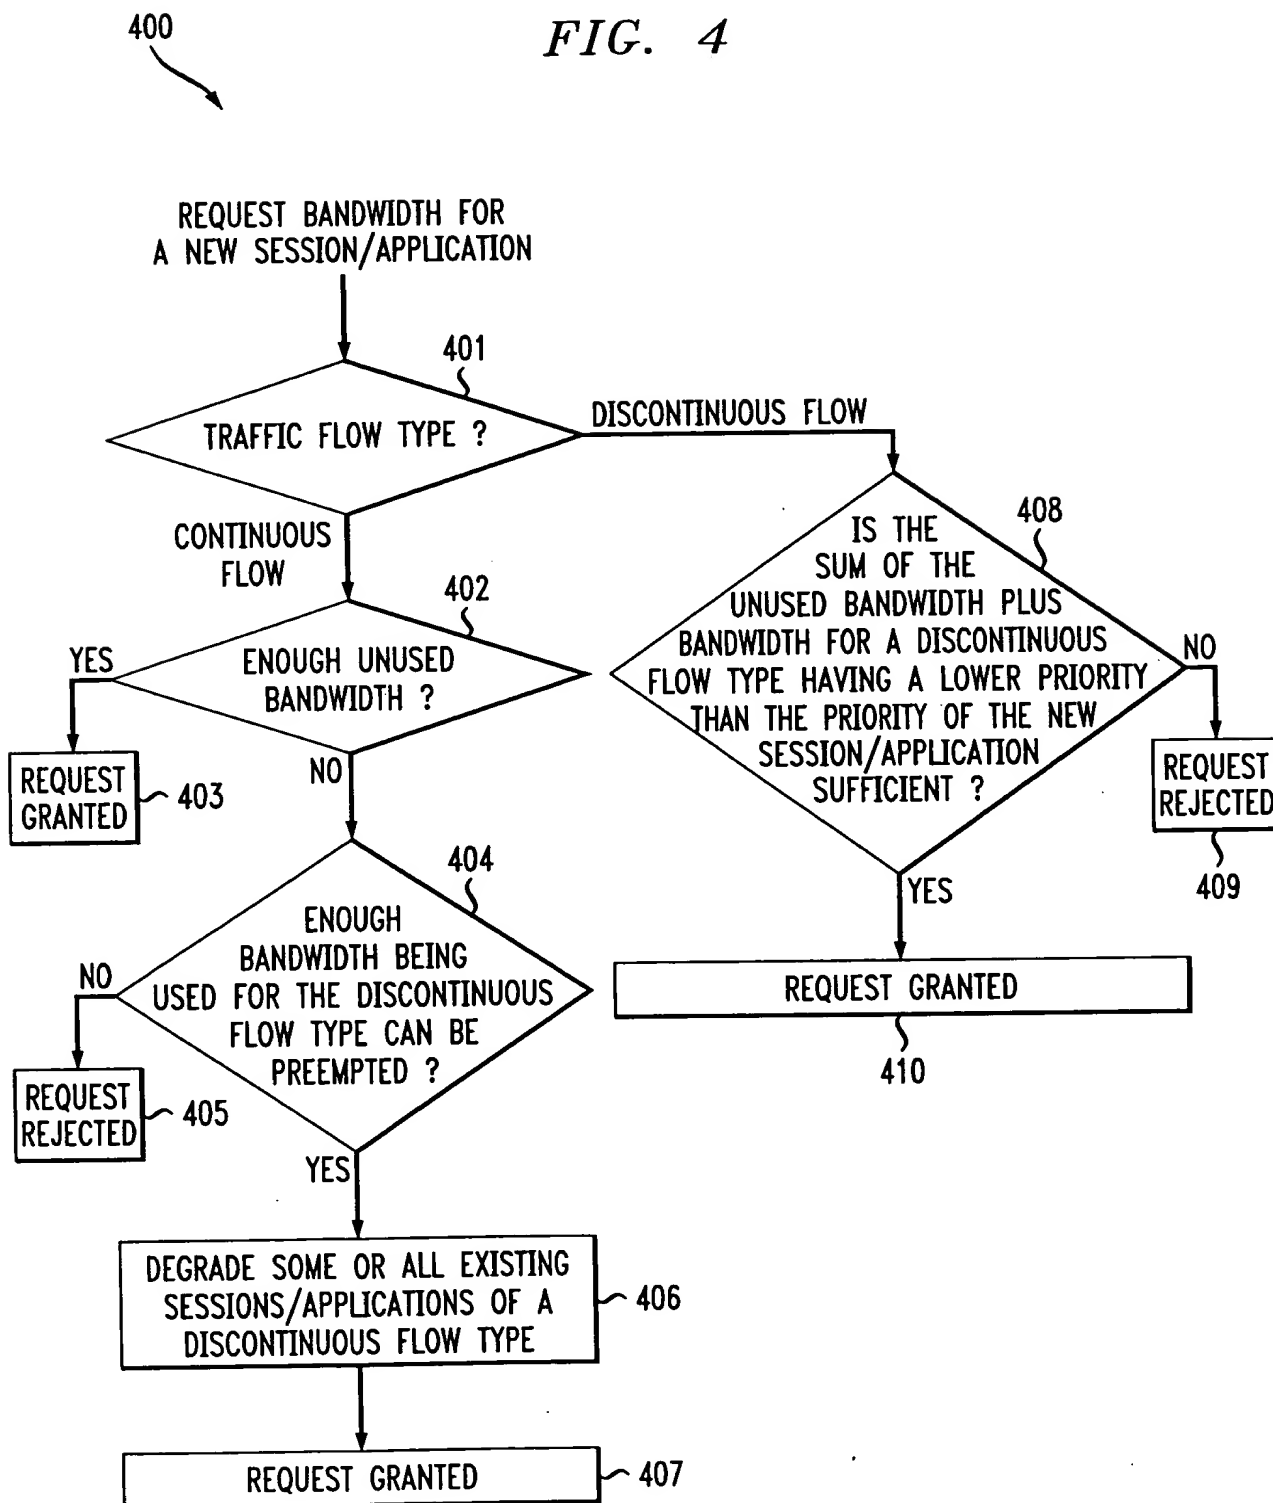 400
FIG. 4
REQUEST BANDWIDTH FOR
A NEW SESSION/APPLICATION
401
TRAFFIC FLOW TYPE ?
DISCONTINUOUS FLOW
CONTINUOUS
FLOW
402
YES
ENOUGH UNUSED
BANDWIDTH ?
NO
REQUEST
GRANTED
403
404
ENOUGH
BANDWIDTH BEING
USED FOR THE DISCONTINUOUS
FLOW TYPE CAN BE
PREEMPTED ?
NO
REQUEST
REJECTED
405
YES
DEGRADE SOME OR ALL EXISTING
SESSIONS/APPLICATIONS OF A
DISCONTINUOUS FLOW TYPE
406
REQUEST GRANTED
407
408
IS THE
SUM OF THE
UNUSED BANDWIDTH PLUS
BANDWIDTH FOR A DISCONTINUOUS
FLOW TYPE HAVING A LOWER PRIORITY
THAN THE PRIORITY OF THE NEW
SESSION/APPLICATION
SUFFICIENT ?
NO
REQUEST
REJECTED
409
YES
REQUEST GRANTED
410